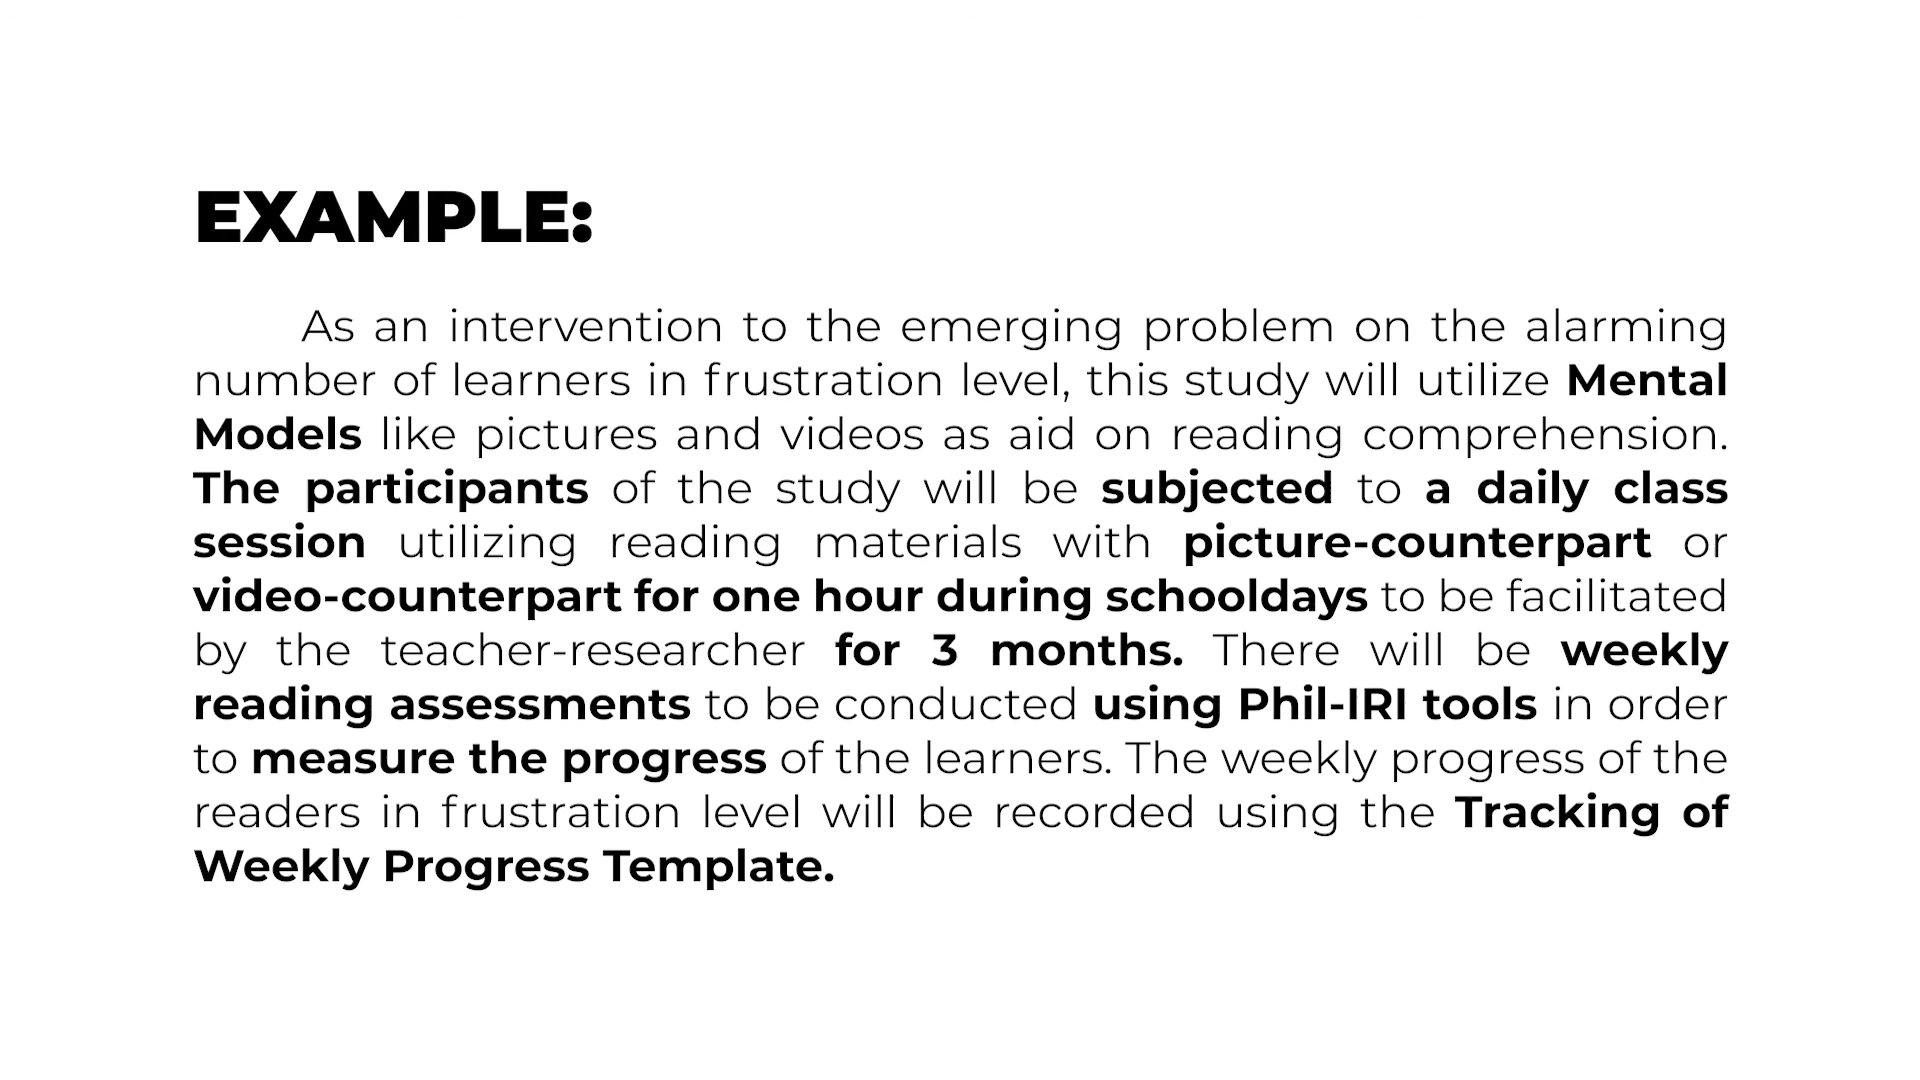 EXAMPLE:
As an intervention to the emerging problem on the alarming
number of learners in frustration level, this study will utilize Mental
Models like pictures and videos as aid on reading comprehension.
The participants of the study will be subjected to a daily class
session utilizing reading materials with picture-counterpart or
video-counterpart for one hour during schooldays to be facilitated
by the teacher-researcher for 3 months. There will be weekly
reading assessments to be conducted using Phil-IRI tools in order
to measure the progress of the learners. The weekly progress of the
readers in frustration level will be recorded using the Tracking of
Weekly Progress Template.